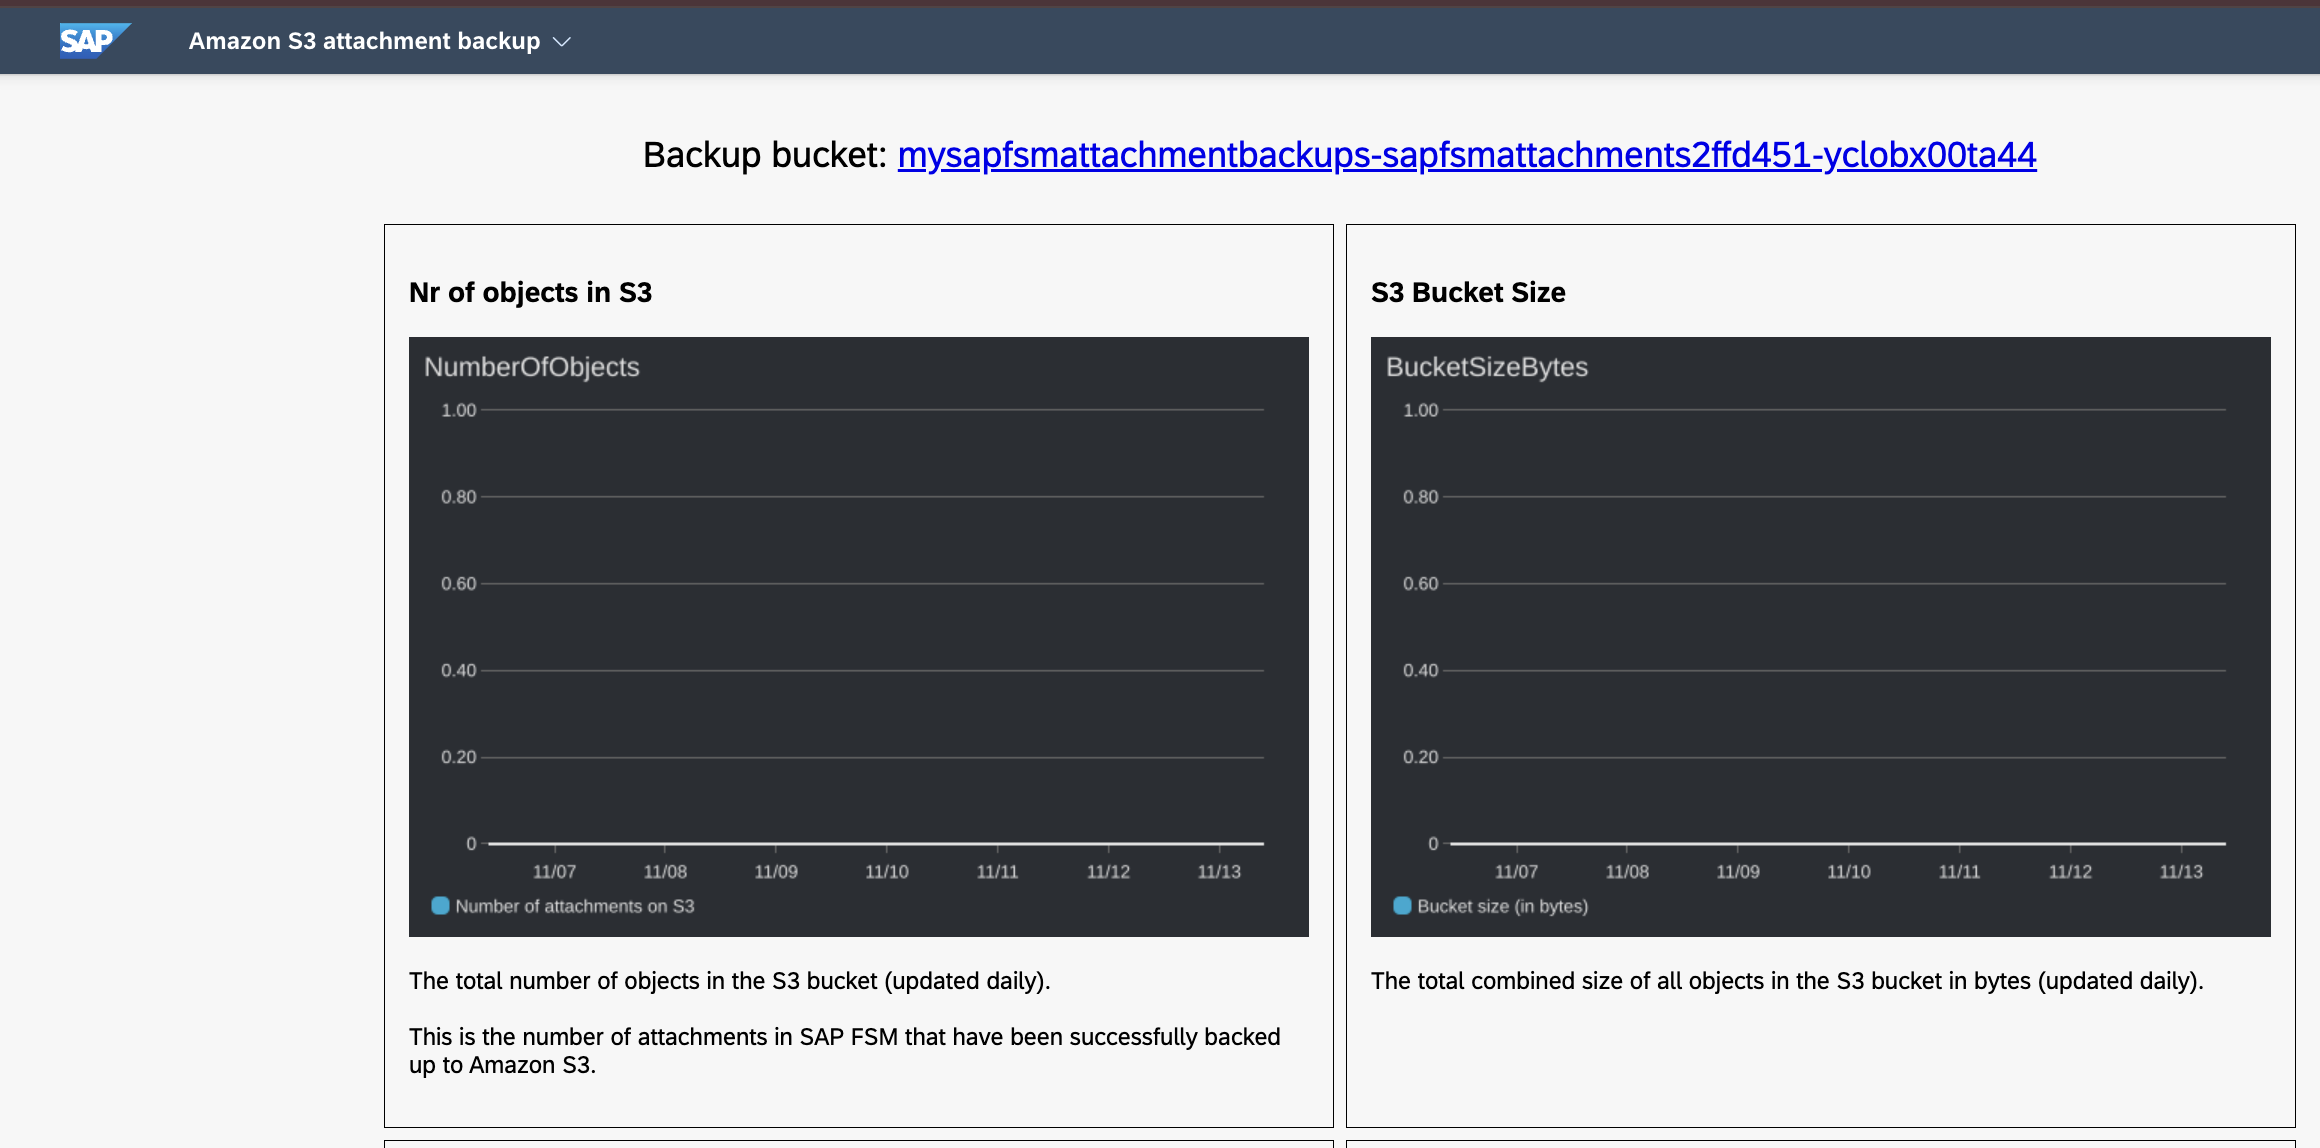 SAP
Amazon S3 attachment backup
Backup bucket: mysapfsmattachmentbackups-sapfsmattachments2ffd451-yclobx00ta44
Nr of objects in S3
NumberOfObjects
1.00
0.80
0.60
0.40
0.20
0
11/07 11/08 11/09 11/10 11/11 11/12 11/13
Number of attachments on S3
The total number of objects in the S3 bucket (updated daily).
This is the number of attachments in SAP FSM that have been successfully backed
up to Amazon S3.
S3 Bucket Size
BucketSizeBytes
1.00
0.80
0.60
0.40
0.20
0
11/07 11/08 11/09 11/10 11/11 11/12 11/13
Bucket size (in bytes)
The total combined size of all objects in the S3 bucket in bytes (updated daily).